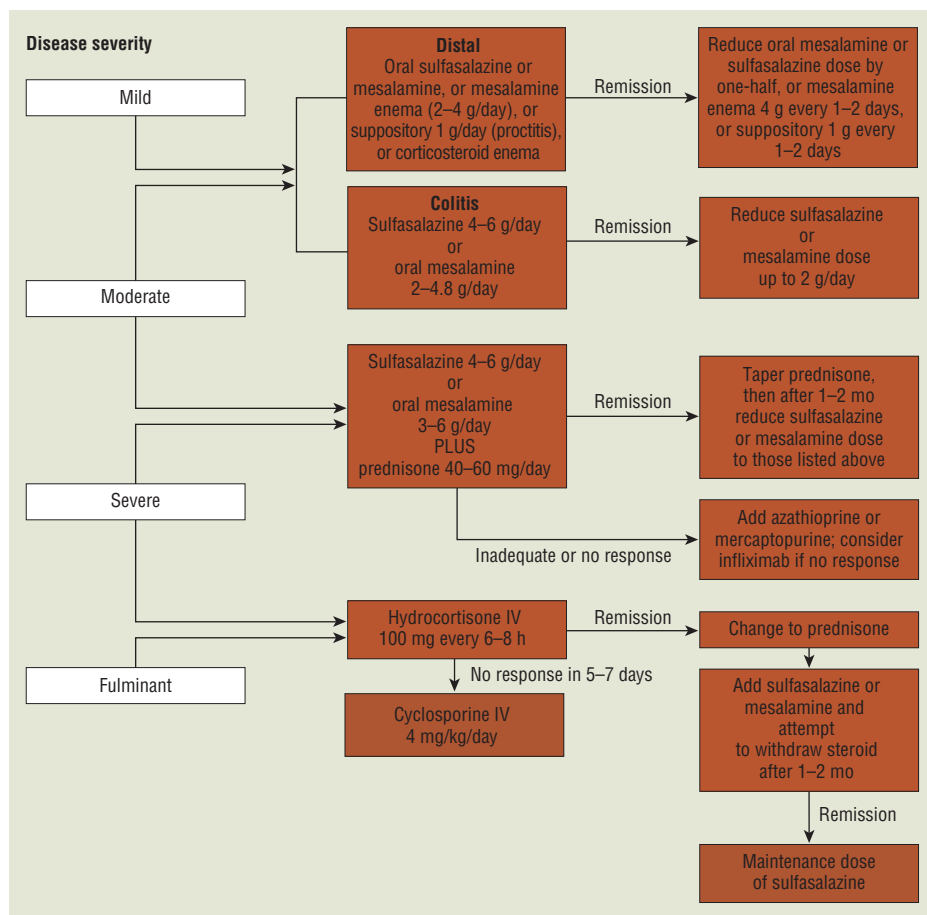 Disease severity
Mild
Moderate
Severe
Fulminant
Distal
Oral sulfasalazine or
mesalamine, or mesalamine
enema (2–4 g/day), or
suppository 1 g/day (proctitis),
or corticosteroid enema
Remission
Reduce oral mesalamine or
sulfasalazine dose by
one-half, or mesalamine
enema 4 g every 1–2 days,
or suppository 1 g every
1–2 days
Colitis
Sulfasalazine 4–6 g/day
or
oral mesalamine
2–4.8 g/day
Remission
Reduce sulfasalazine
or
mesalamine dose
up to 2 g/day
Sulfasalazine 4–6 g/day
or
oral mesalamine
3–6 g/day
PLUS
prednisone 40–60 mg/day
Remission
Taper prednisone,
then after 1–2 mo
reduce sulfasalazine
or mesalamine dose
to those listed above
Inadequate or no response
Add azathioprine or
mercaptopurine; consider
infliximab if no response
Hydrocortisone IV
100 mg every 6–8 h
Remission
Change to prednisone
No response in 5–7 days
Cyclosporine IV
4 mg/kg/day
Add sulfasalazine or
mesalamine and
attempt
to withdraw steroid
after 1–2 mo
Remission
Maintenance dose
of sulfasalazine